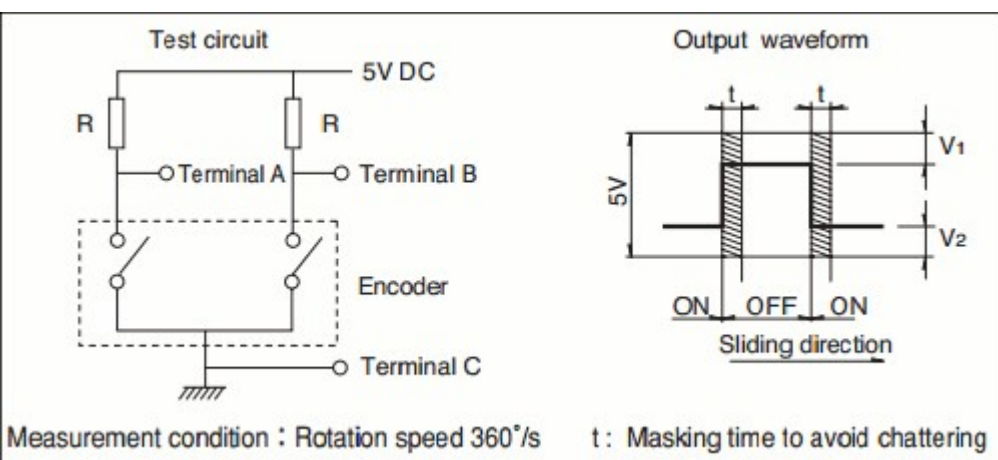 Test circuit
5V DC
R
R
Terminal A
Terminal B
Encoder
Terminal C
Output waveform
t
t
5V
V1
V2
ON
OFF
ON
Sliding direction
Measurement condition : Rotation speed 360°/s
t : Masking time to avoid chattering